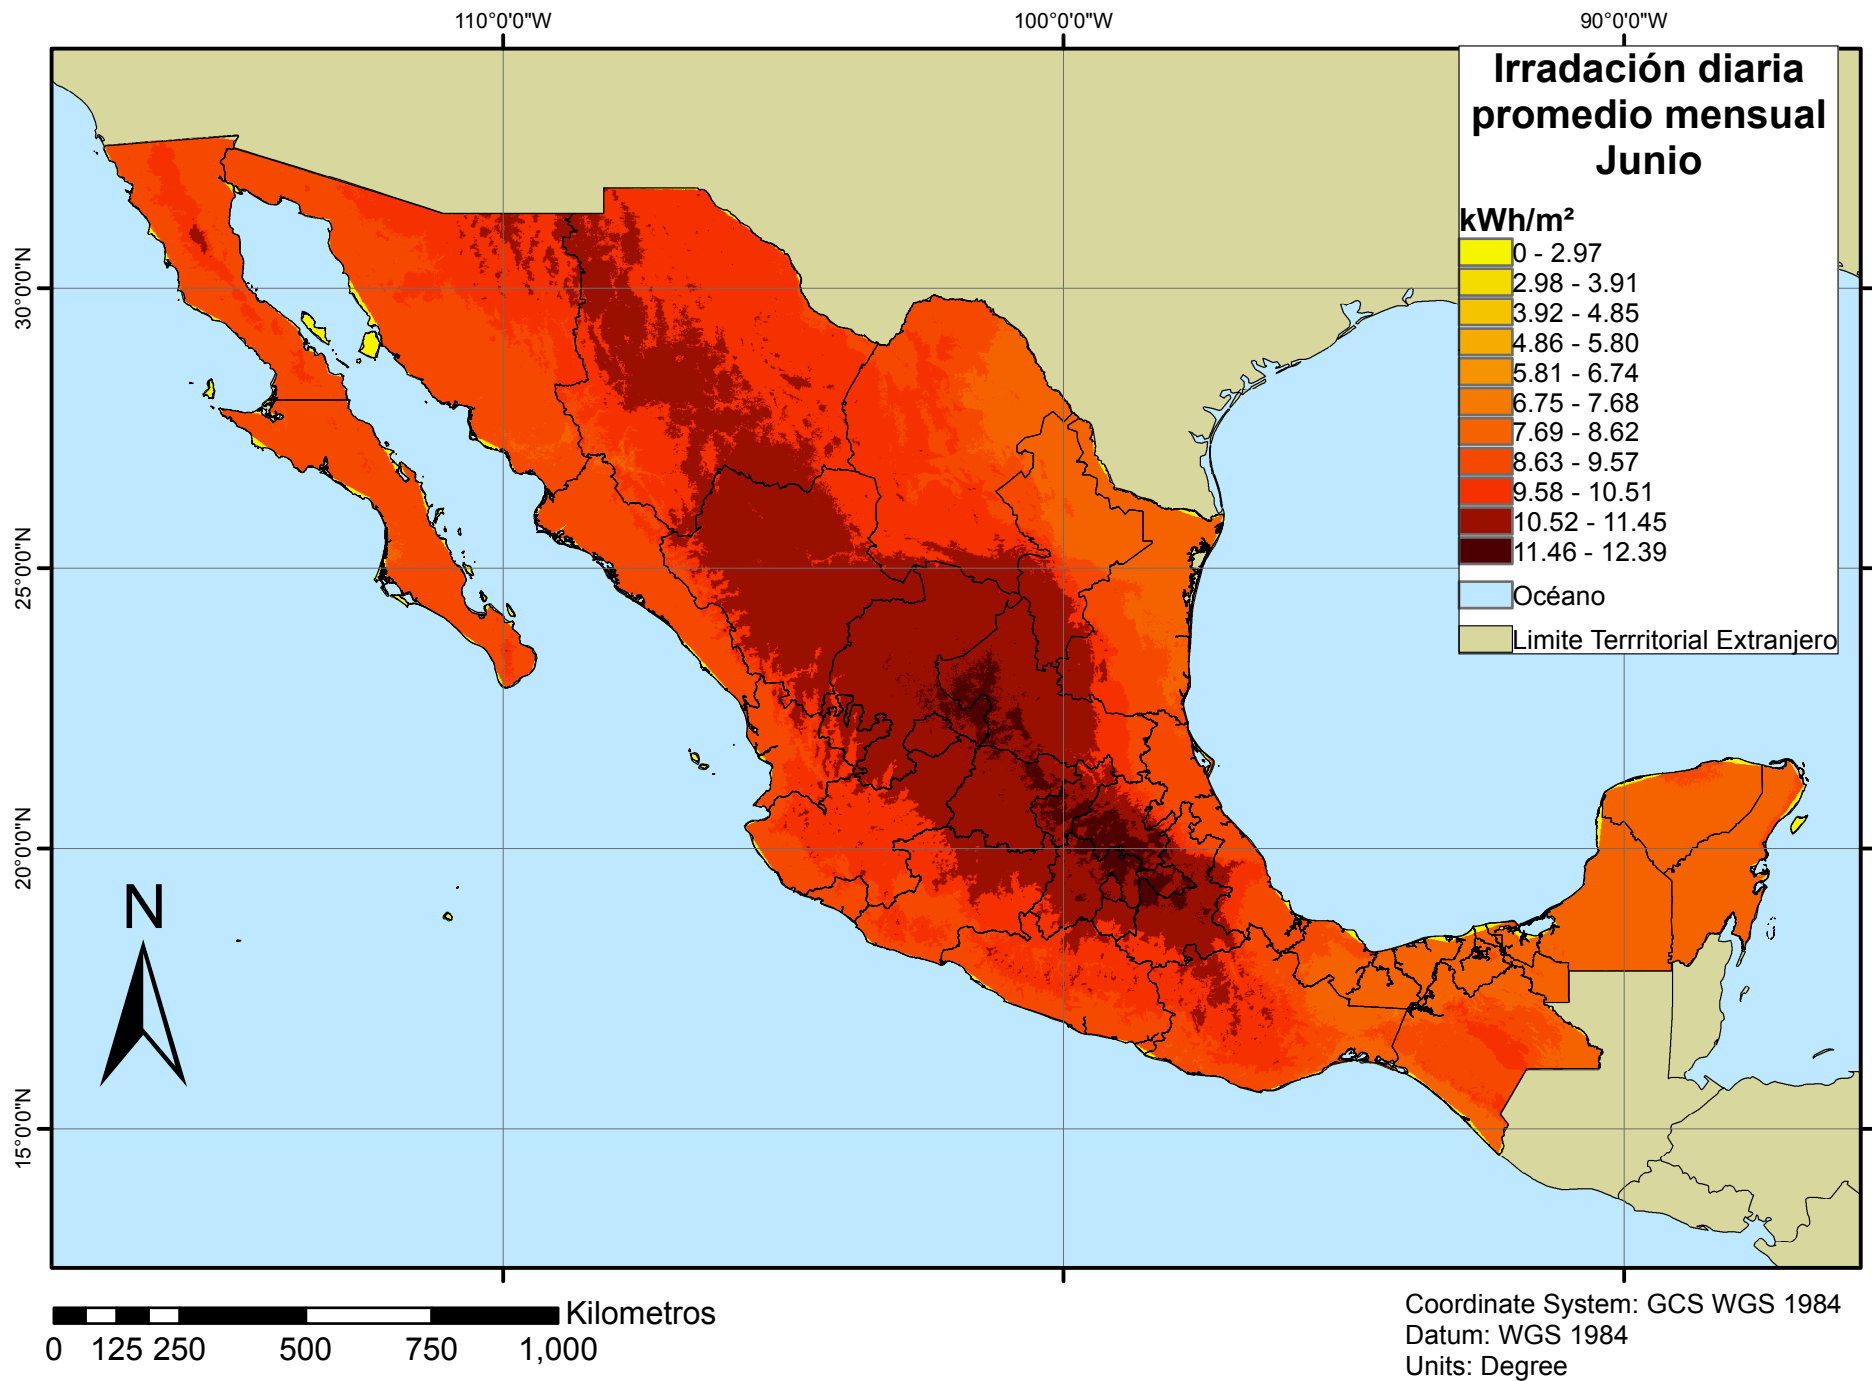 110°0'0"W
100°0'0"W
90°0'0"W
Irradación diaria
promedio mensual
Junio
kWh/m²
0 - 2.97
2.98 - 3.91
3.92 - 4.85
4.86 - 5.80
5.81 - 6.74
6.75 - 7.68
7.69 - 8.62
8.63 - 9.57
9.58 - 10.51
10.52 - 11.45
11.46 - 12.39
Océano
Limite Terrritorial Extranjero
30°0'0"N
25°0'0"N
20°0'0"N
15°0'0"N
N
Kilometros
0 125 250 500 750 1,000
Coordinate System: GCS WGS 1984
Datum: WGS 1984
Units: Degree